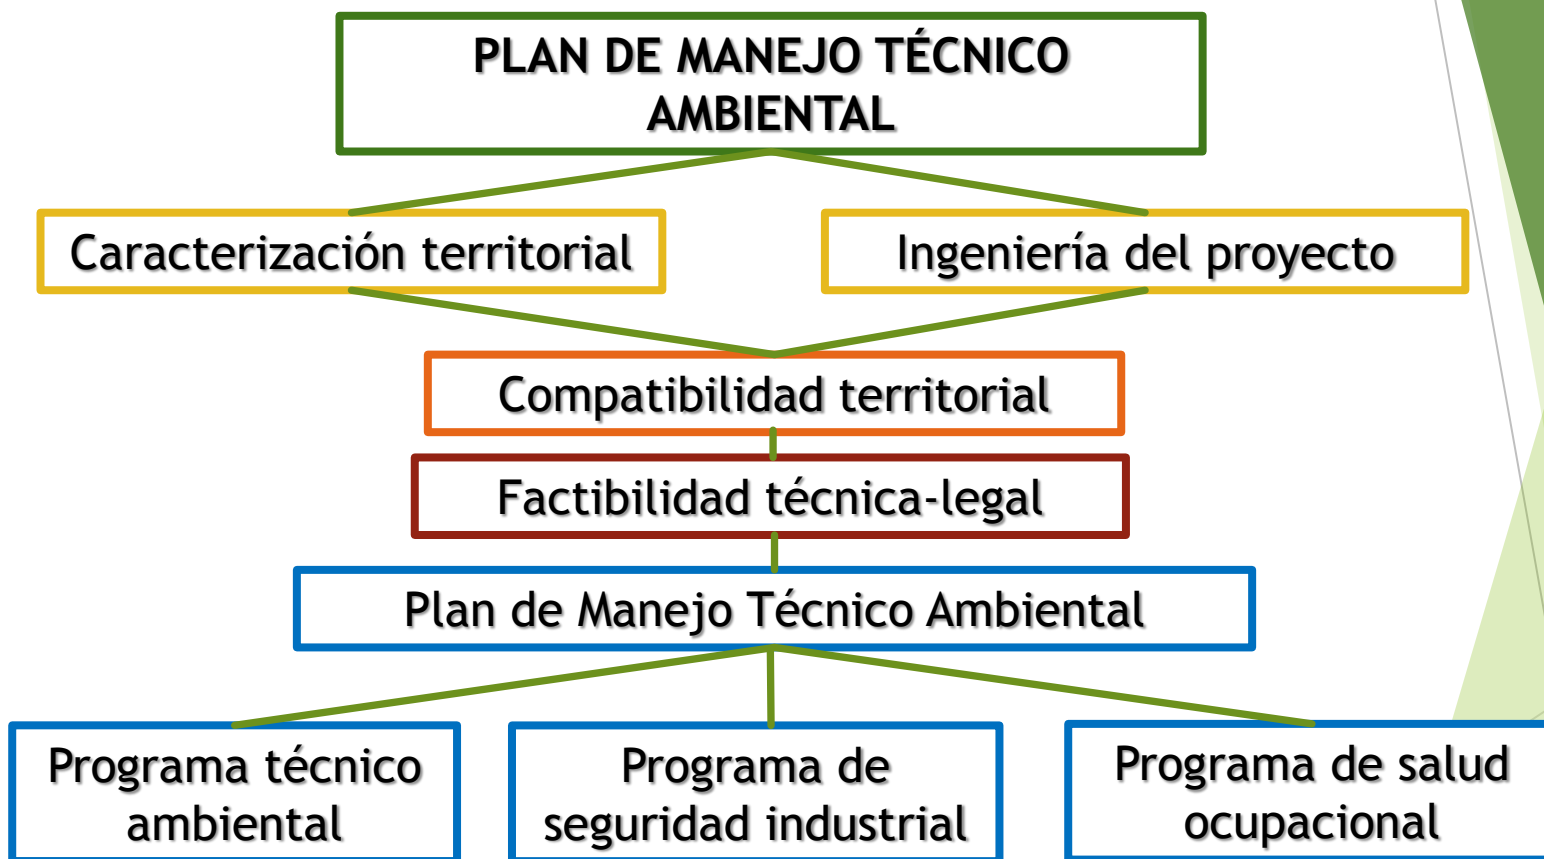 PLAN DE MANEJO TÉCNICO
AMBIENTAL
Caracterización territorial
Ingeniería del proyecto
Compatibilidad territorial
Factibilidad técnica-legal
Plan de Manejo Técnico Ambiental
Programa técnico
ambiental
Programa de
seguridad industrial
Programa de salud
ocupacional